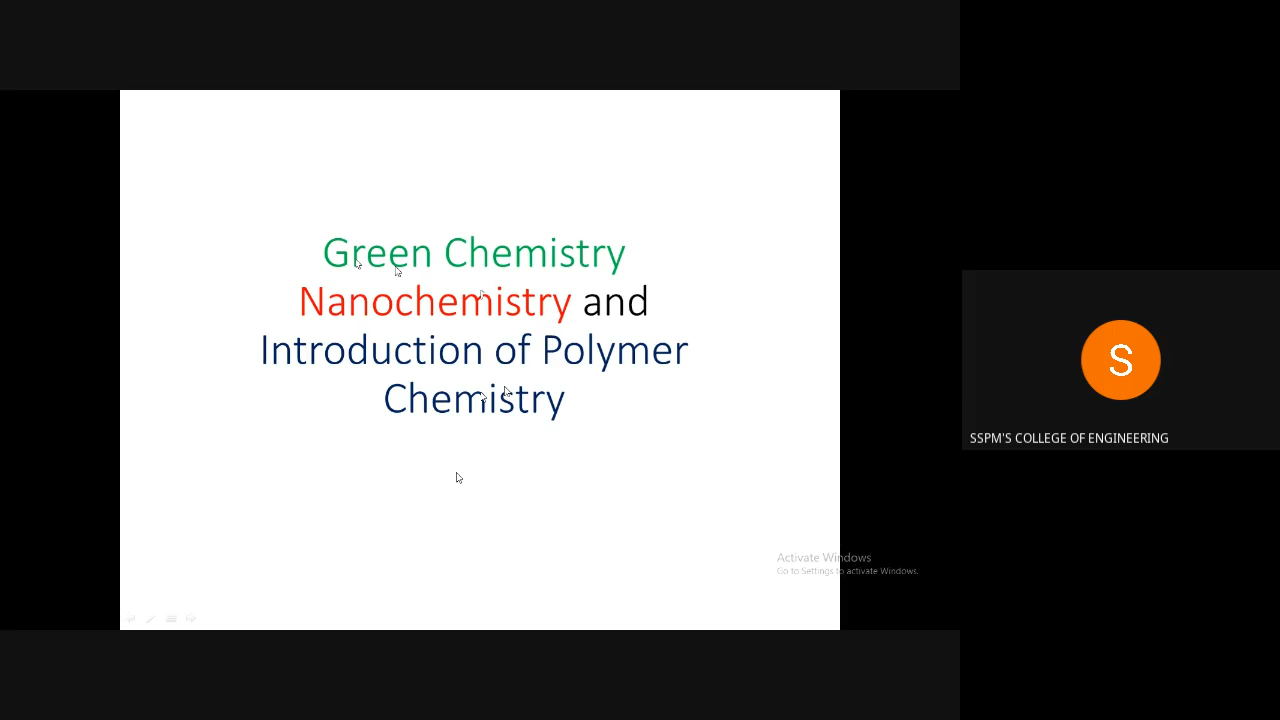 Green Chemistry
Nanochemistry and
Introduction of Polymer
Chemistry
S
SSPM'S COLLEGE OF ENGINEERING
Activate Windows
Go to Settings to activate Windows.